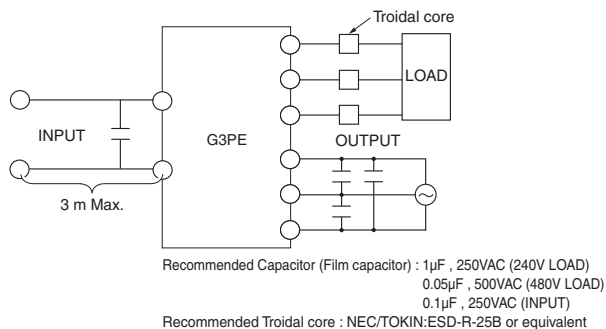 Troidal core
LOAD
INPUT
G3PE
OUTPUT
3 m Max.
Recommended Capacitor (Film capacitor) : 1µF , 250VAC (240V LOAD)
0.05µF , 500VAC (480V LOAD)
0.1µF , 250VAC (INPUT)
Recommended Troidal core : NEC/TOKIN:ESD-R-25B or equivalent